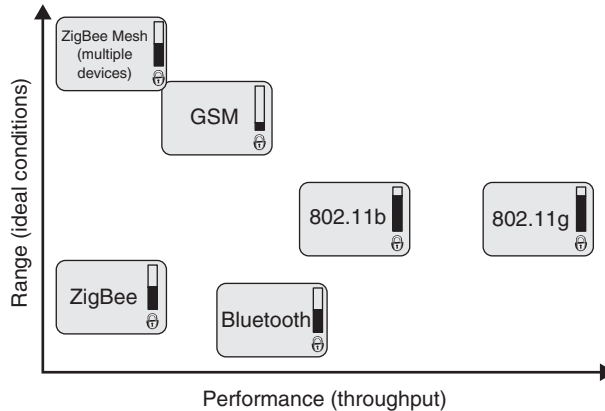 Range (ideal conditions)
ZigBee Mesh
(multiple
devices)
GSM
802.11b
802.11g
ZigBee
Bluetooth
Performance (throughput)